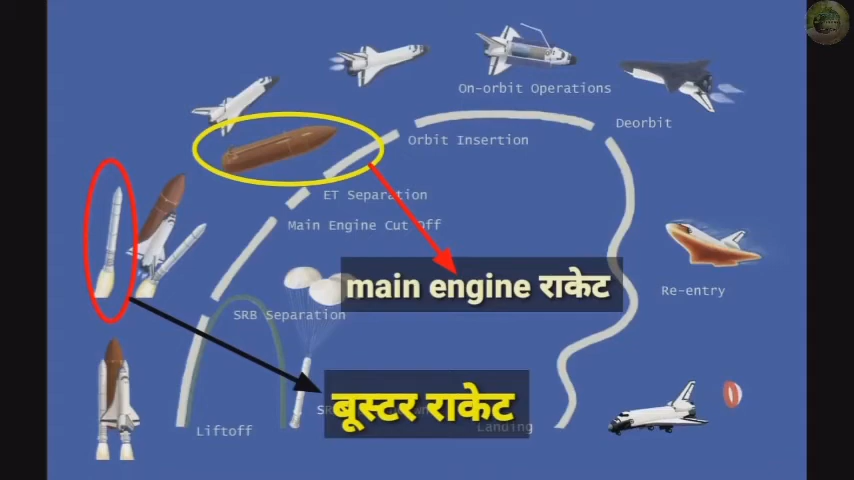 On-orbit Operations
Deorbit
Orbit Insertion
ET Separation
Main Engine Cut Off
main engine राकेट
Re-entry
SRB Separation
बूस्टर राकेट
Liftoff
Landing